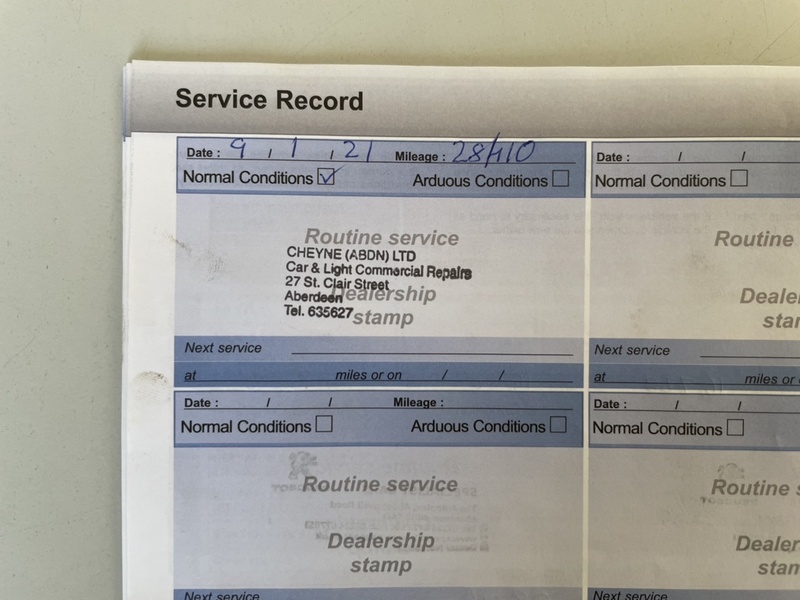 Service Record
Date : 9 / 1 / 21 Mileage : 28410
Normal Conditions Arduous Conditions
Routine service
CHEYNE (ABDN) LTD
Car & Light Commercial Repairs
27 St. Clair Street
Aberdeen
Tel. 635627
Dealership
stamp
Next service
at miles or on / /
Date : / /
Normal Conditions
Routine
Next service
at miles or
Date : / / Mileage :
Normal Conditions Arduous Conditions
Routine service
Dealership
stamp
Next service
Date : / /
Normal Conditions
Routine
Next service